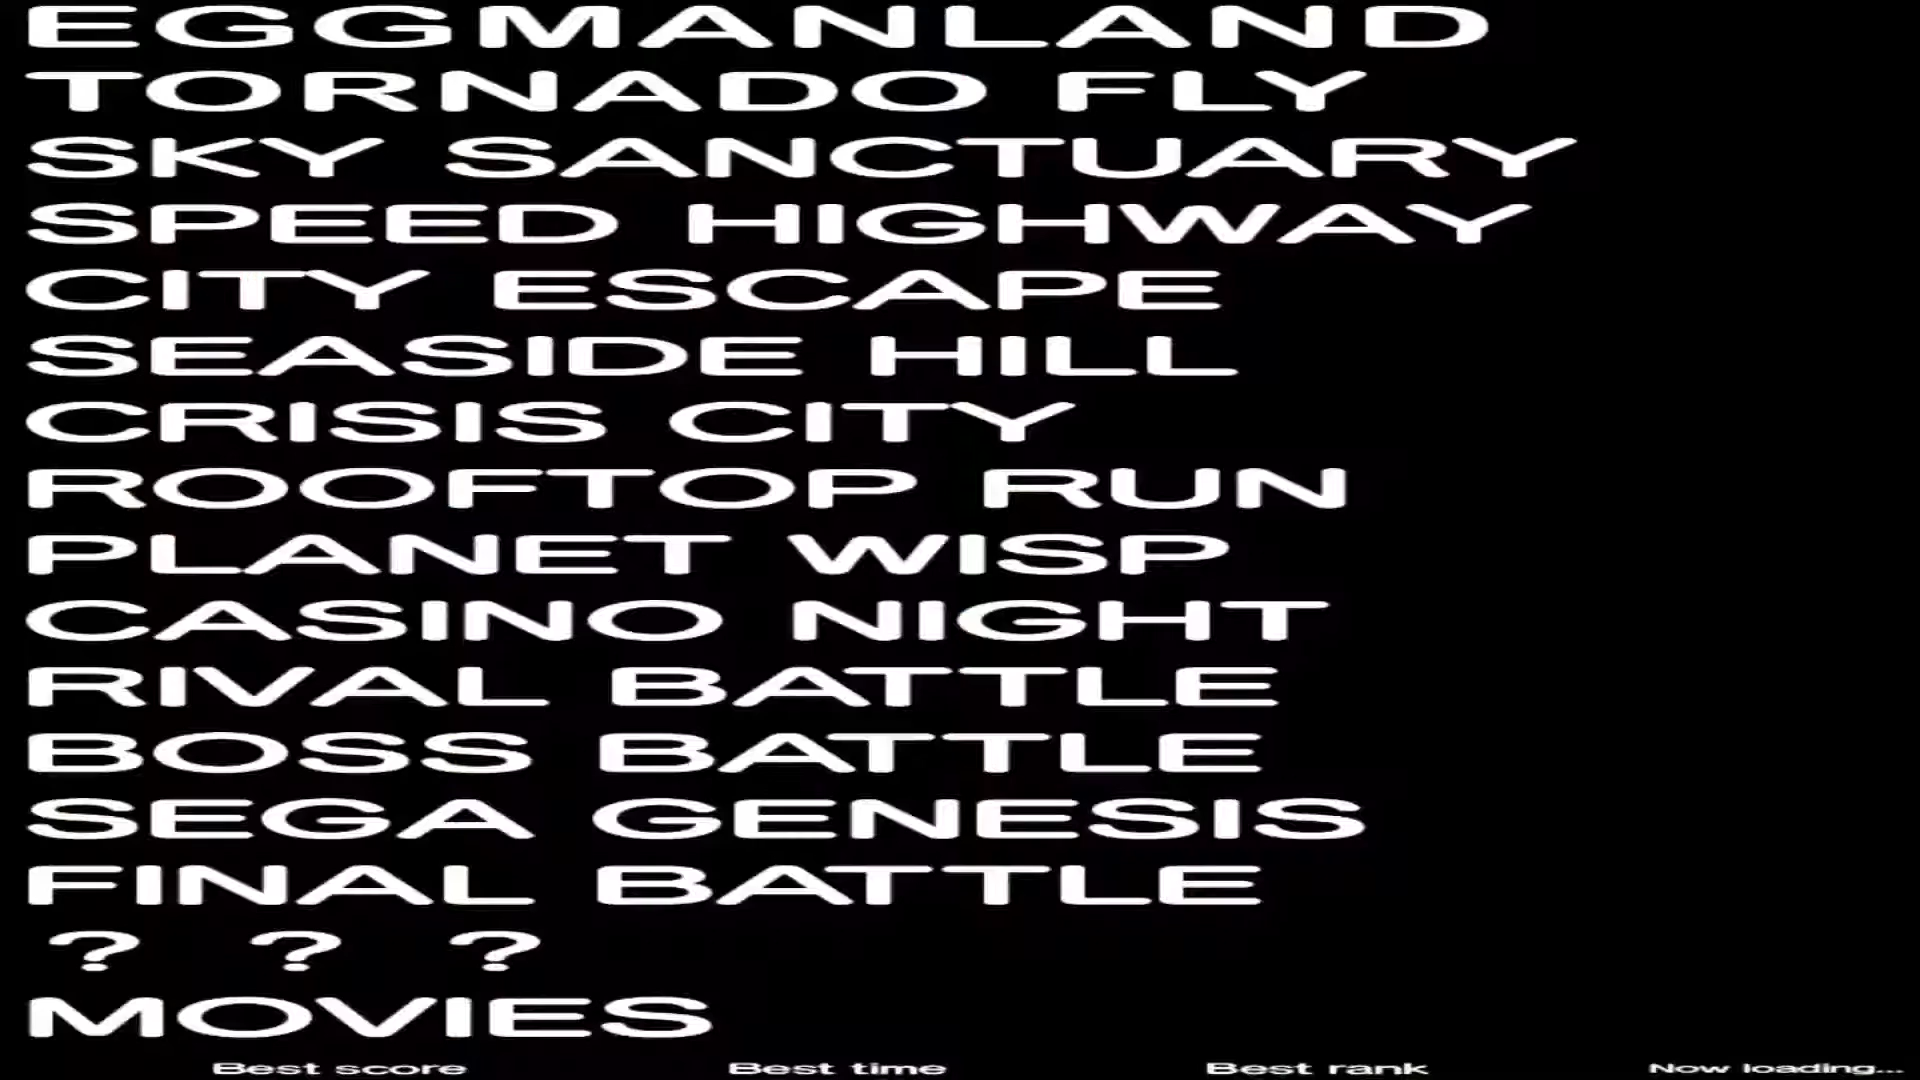 EGGMANLAND
TORNADO FLY
SKY SANCTUARY
SPEED HIGHWAY
CITY ESCAPE
SEASIDE HILL
CRISIS CITY
ROOFTOP RUN
PLANET WISP
CASINO NIGHT
RIVAL BATTLE
BOSS BATTLE
SEGA GENESIS
FINAL BATTLE
? ? ?
MOVIES
Best score Best time Best rank Now loading...